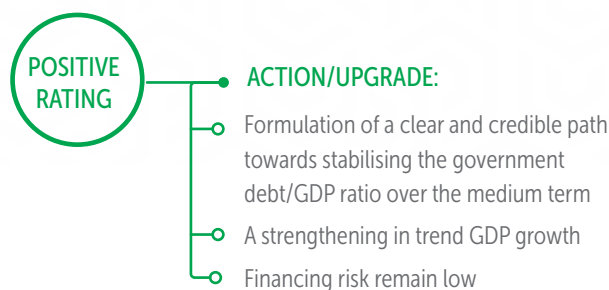 POSITIVE
RATING
ACTION/UPGRADE:
Formulation of a clear and credible path
towards stabilising the government
debt/GDP ratio over the medium term
A strengthening in trend GDP growth
Financing risk remain low